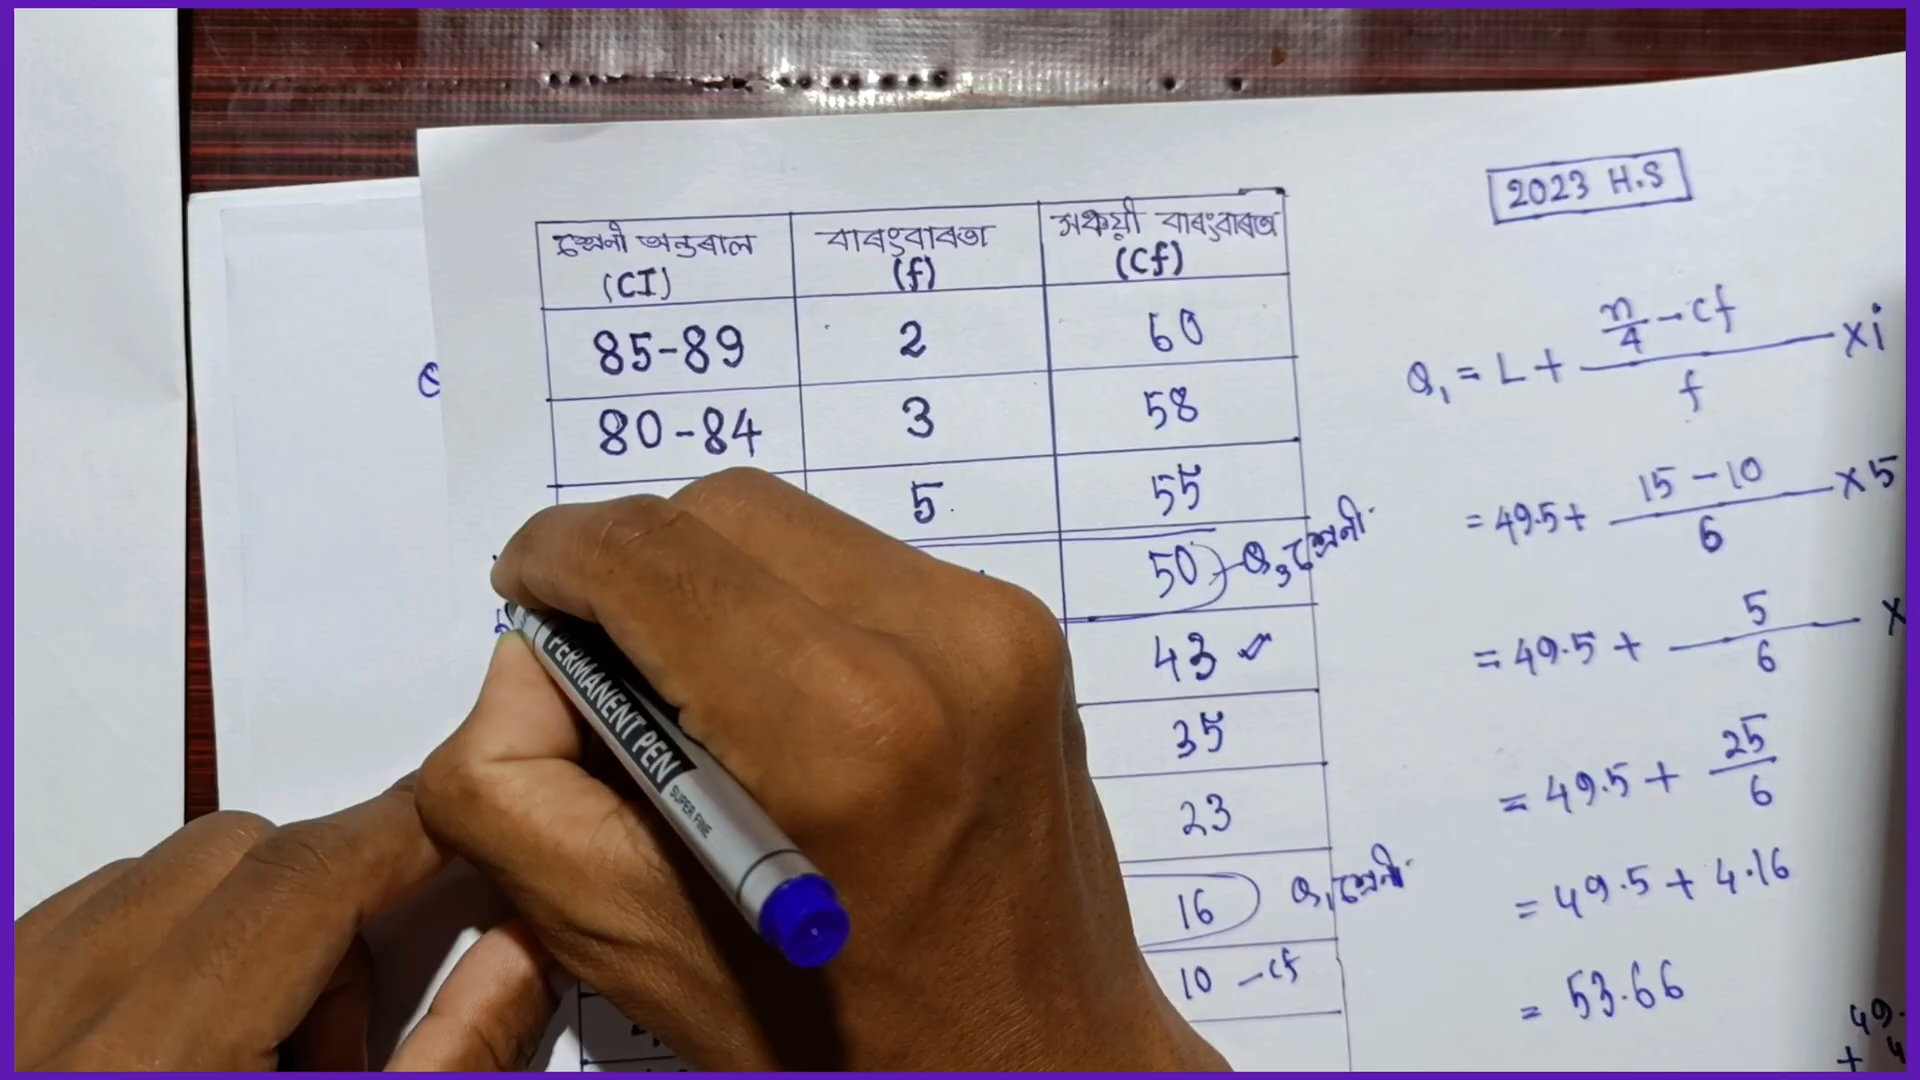 2023 H.S
শ্ৰেনী অন্তৰাল (CI)
বাৰংবাৰতা (f)
সঞ্চয়ী বাৰংবাৰতা (Cf)
85-89 2 60
80-84 3 58
5 55
50 Q₃ শ্ৰেনী
43 ✓
35
23
16 Q₁ শ্ৰেনী
10 - cf
Q₁ = L + (n/4 - cf)/f × i
= 49.5 + (15 - 10)/6 × 5
= 49.5 + 5/6 ×
= 49.5 + 25/6
= 49.5 + 4.16
= 53.66
49.
+ 4
PERMANENT PEN
SUPER FINE